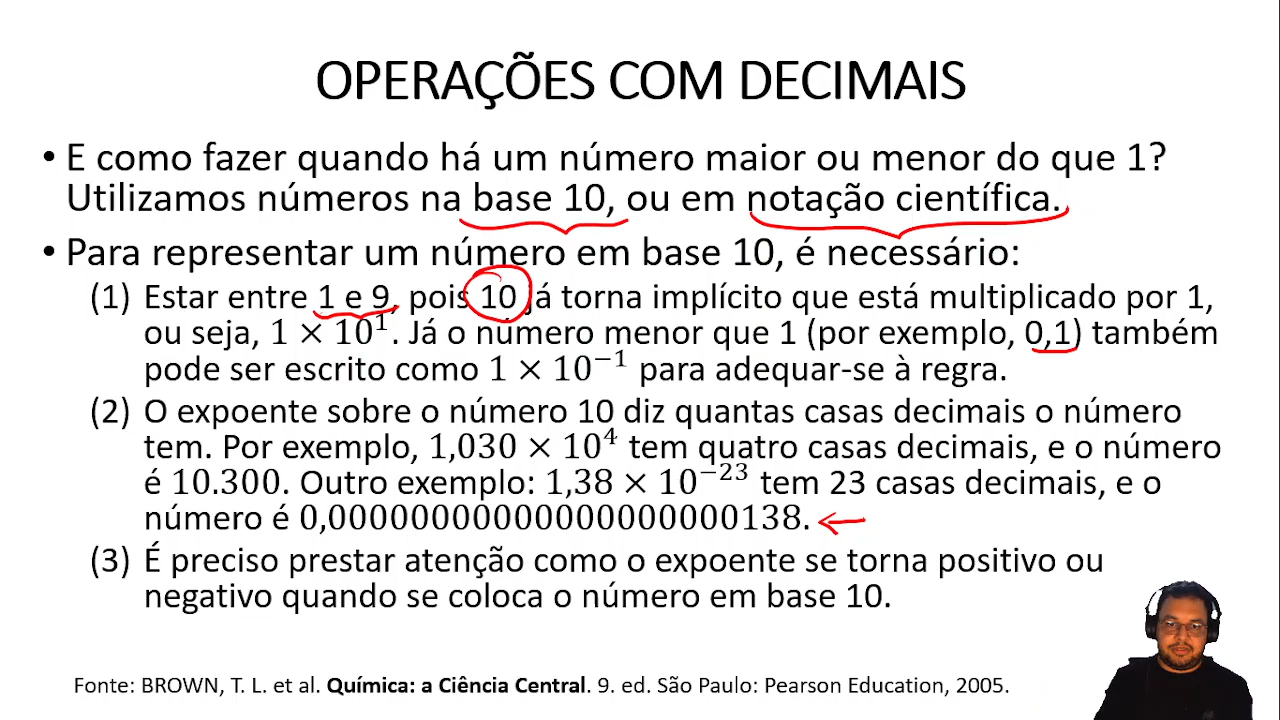 OPERAÇÕES COM DECIMAIS
• E como fazer quando há um número maior ou menor do que 1?
Utilizamos números na base 10, ou em notação científica.
• Para representar um número em base 10, é necessário:
(1) Estar entre 1 e 9, pois 10 já torna implícito que está multiplicado por 1,
ou seja, 1 × 10¹. Já o número menor que 1 (por exemplo, 0,1) também
pode ser escrito como 1 × 10⁻¹ para adequar-se à regra.
(2) O expoente sobre o número 10 diz quantas casas decimais o número
tem. Por exemplo, 1,030 × 10⁴ tem quatro casas decimais, e o número
é 10.300. Outro exemplo: 1,38 × 10⁻²³ tem 23 casas decimais, e o
número é 0,0000000000000000000000138.
(3) É preciso prestar atenção como o expoente se torna positivo ou
negativo quando se coloca o número em base 10.
Fonte: BROWN, T. L. et al. Química: a Ciência Central. 9. ed. São Paulo: Pearson Education, 2005.